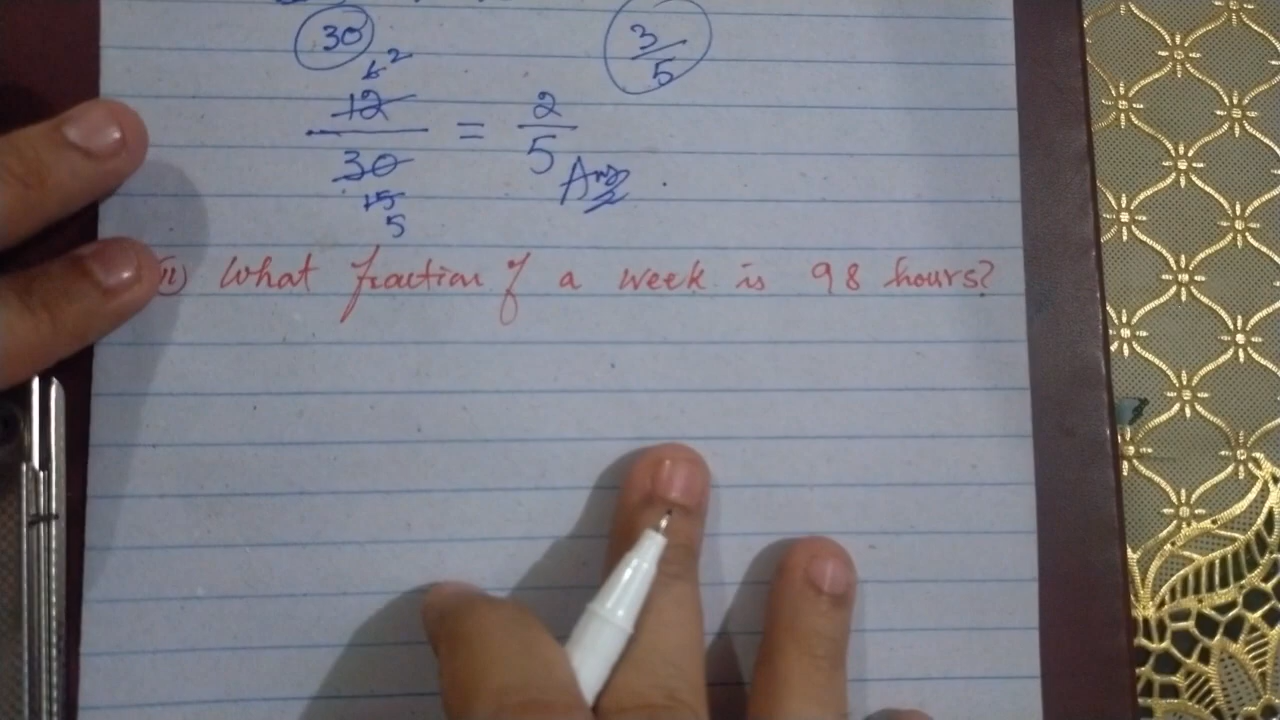 30
3/5
6 2
12/30 = 2/5 Ans
15
5
ii) What fraction of a week is 98 hours?